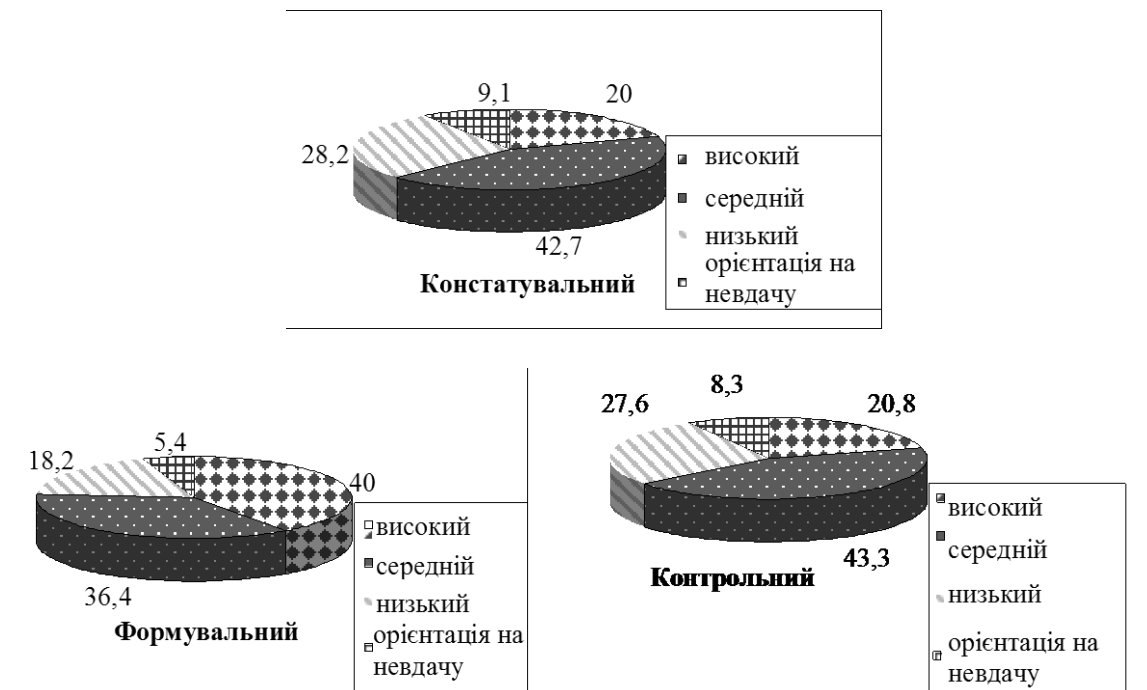 9,1
20
28,2
42,7
високий
середній
низький
орієнтація на
невдачу
Констатувальний
5,4
18,2
40
36,4
високий
середній
низький
орієнтація на
невдачу
Формувальний
8,3
27,6
20,8
43,3
високий
середній
низький
орієнтація на
невдачу
Контрольний